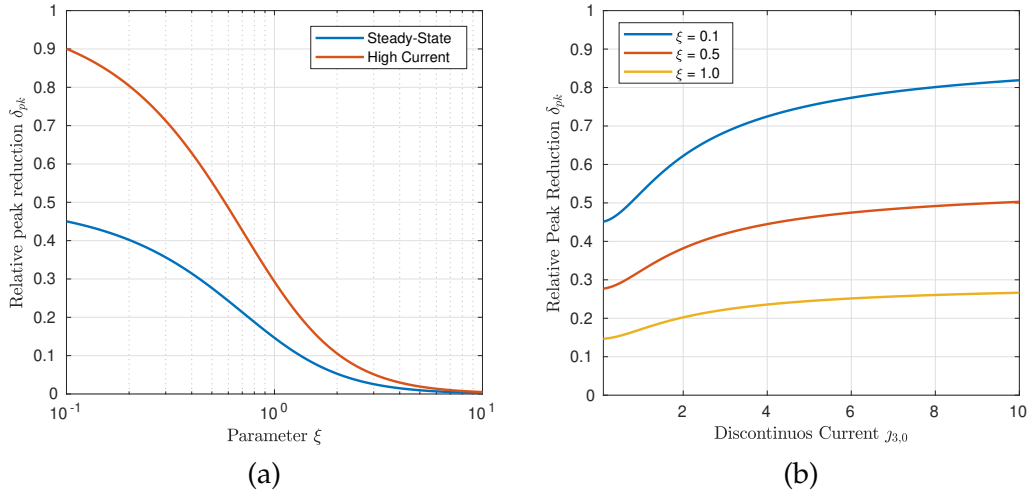 Steady-State
High Current
Relative peak reduction δpk
1
0.9
0.8
0.7
0.6
0.5
0.4
0.3
0.2
0.1
0
10^-1
10^0
10^1
Parameter ξ
(a)
ξ = 0.1
ξ = 0.5
ξ = 1.0
Relative Peak Reduction δpk
1
0.9
0.8
0.7
0.6
0.5
0.4
0.3
0.2
0.1
0
2
4
6
8
10
Discontinuos Current ȷ3,0
(b)